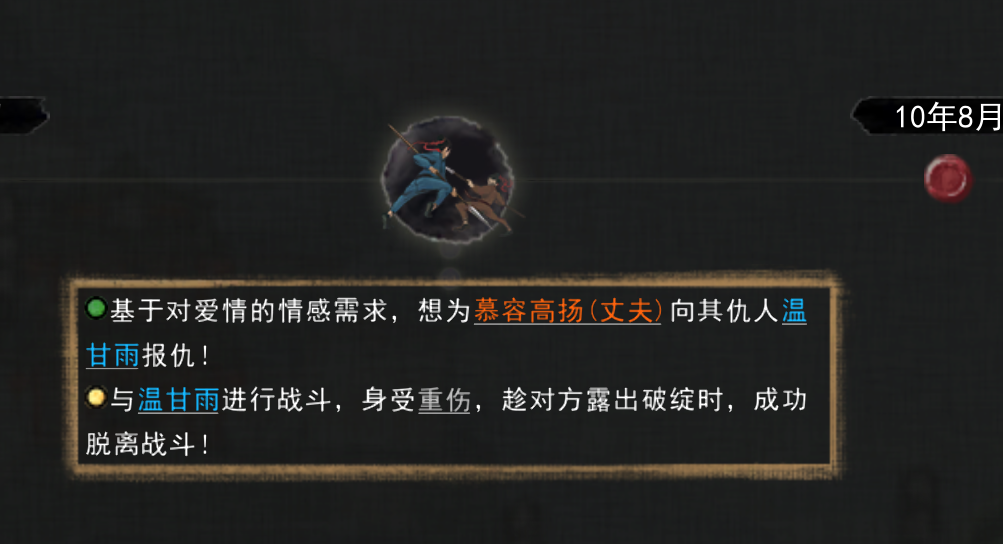 10年8月
基于对爱情的情感需求，想为慕容高扬(丈夫)向其仇人温
甘雨报仇！
与温甘雨进行战斗，身受重伤，趁对方露出破绽时，成功
脱离战斗！